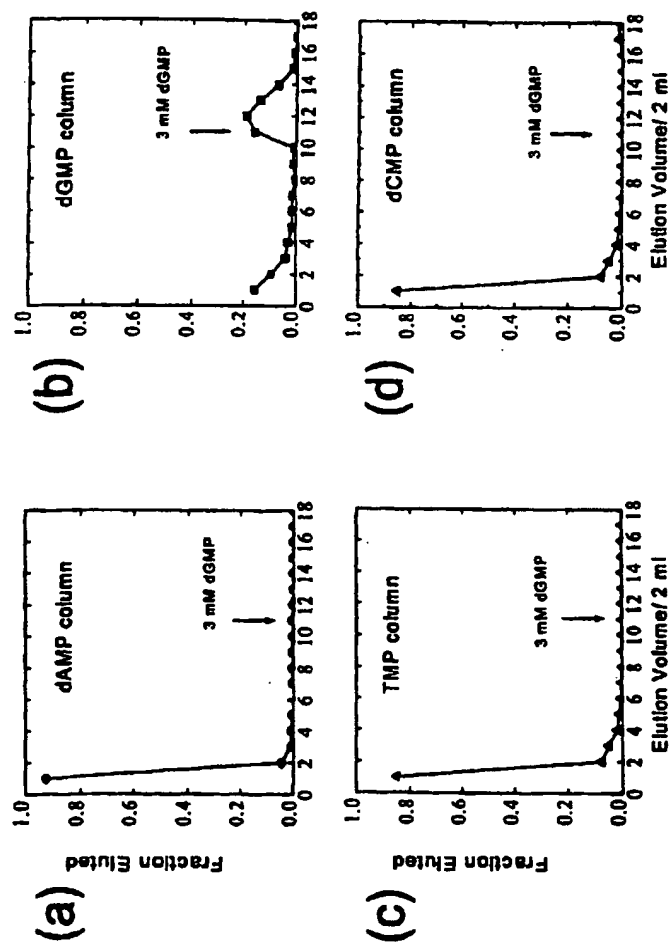 (a)
dAMP column
3 mM dGMP
Fraction Eluted
1.0
0.8
0.6
0.4
0.2
0.0
0 2 4 6 8 10 12 14 16 18
(b)
dGMP column
3 mM dGMP
1.0
0.8
0.6
0.4
0.2
0.0
0 2 4 6 8 10 12 14 16 18
(c)
TMP column
3 mM dGMP
Fraction Eluted
1.0
0.8
0.6
0.4
0.2
0.0
0 2 4 6 8 10 12 14 16 18
Elution Volume/ 2 ml
(d)
dCMP column
3 mM dGMP
1.0
0.8
0.6
0.4
0.2
0.0
0 2 4 6 8 10 12 14 16 18
Elution Volume/ 2 ml